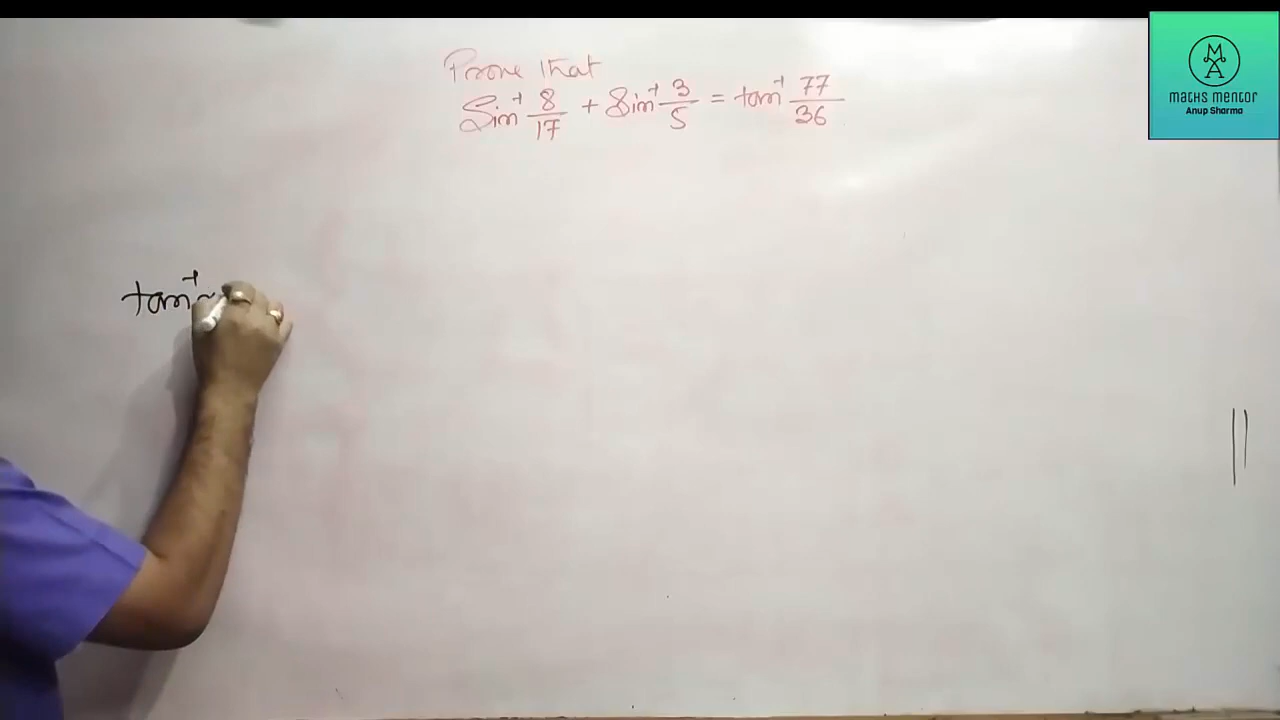 Prove that
Sin⁻¹ 8/17 + Sin⁻¹ 3/5 = tan⁻¹ 77/36
tan⁻¹
MA
maths mentor
Anup Sharma